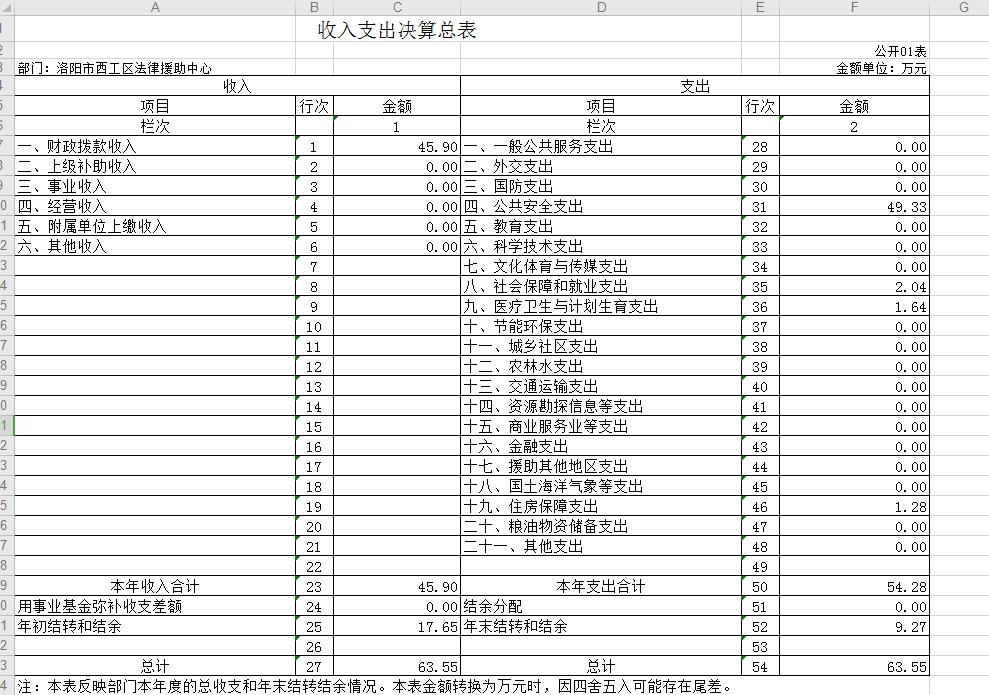 A B C D E F G
收入支出决算总表
公开01表
部门：洛阳市西工区法律援助中心 金额单位：万元
收入 支出
项目 行次 金额 项目 行次 金额
栏次 1 栏次 2
一、财政拨款收入 1 45.90 一、一般公共服务支出 28 0.00
二、上级补助收入 2 0.00 二、外交支出 29 0.00
三、事业收入 3 0.00 三、国防支出 30 0.00
四、经营收入 4 0.00 四、公共安全支出 31 49.33
五、附属单位上缴收入 5 0.00 五、教育支出 32 0.00
六、其他收入 6 0.00 六、科学技术支出 33 0.00
7 七、文化体育与传媒支出 34 0.00
8 八、社会保障和就业支出 35 2.04
9 九、医疗卫生与计划生育支出 36 1.64
10 十、节能环保支出 37 0.00
11 十一、城乡社区支出 38 0.00
12 十二、农林水支出 39 0.00
13 十三、交通运输支出 40 0.00
14 十四、资源勘探信息等支出 41 0.00
15 十五、商业服务业等支出 42 0.00
16 十六、金融支出 43 0.00
17 十七、援助其他地区支出 44 0.00
18 十八、国土海洋气象等支出 45 0.00
19 十九、住房保障支出 46 1.28
20 二十、粮油物资储备支出 47 0.00
21 二十一、其他支出 48 0.00
22 49
本年收入合计 23 45.90 本年支出合计 50 54.28
用事业基金弥补收支差额 24 0.00 结余分配 51 0.00
年初结转和结余 25 17.65 年末结转和结余 52 9.27
26 53
总计 27 63.55 总计 54 63.55
注：本表反映部门本年度的总收支和年末结转结余情况。本表金额转换为万元时，因四舍五入可能存在尾差。